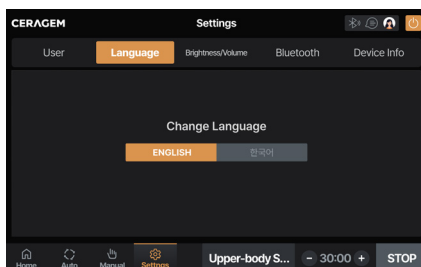 CERAGEM Settings
User Language Brightness/Volume Bluetooth Device Info
Change Language
ENGLISH 한국어
Home Auto Manual Settings Upper-body S... - 30:00 + STOP